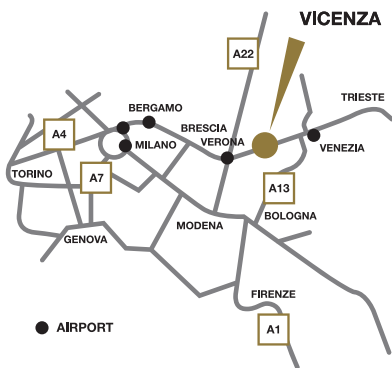 VICENZA
A22
TRIESTE
BERGAMO
A4
BRESCIA
MILANO
VERONA
VENEZIA
TORINO
A7
A13
BOLOGNA
MODENA
GENOVA
FIRENZE
AIRPORT
A1